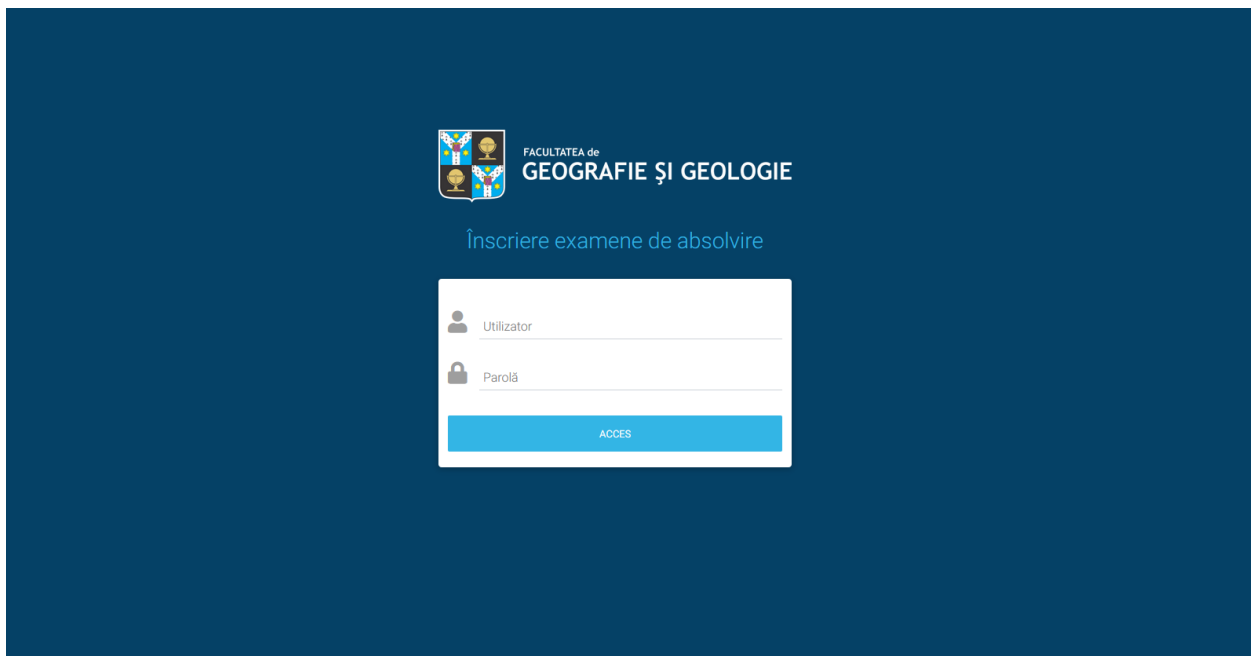 FACULTATEA de
GEOGRAFIE ŞI GEOLOGIE
Înscriere examene de absolvire
Utilizator
Parolă
ACCES